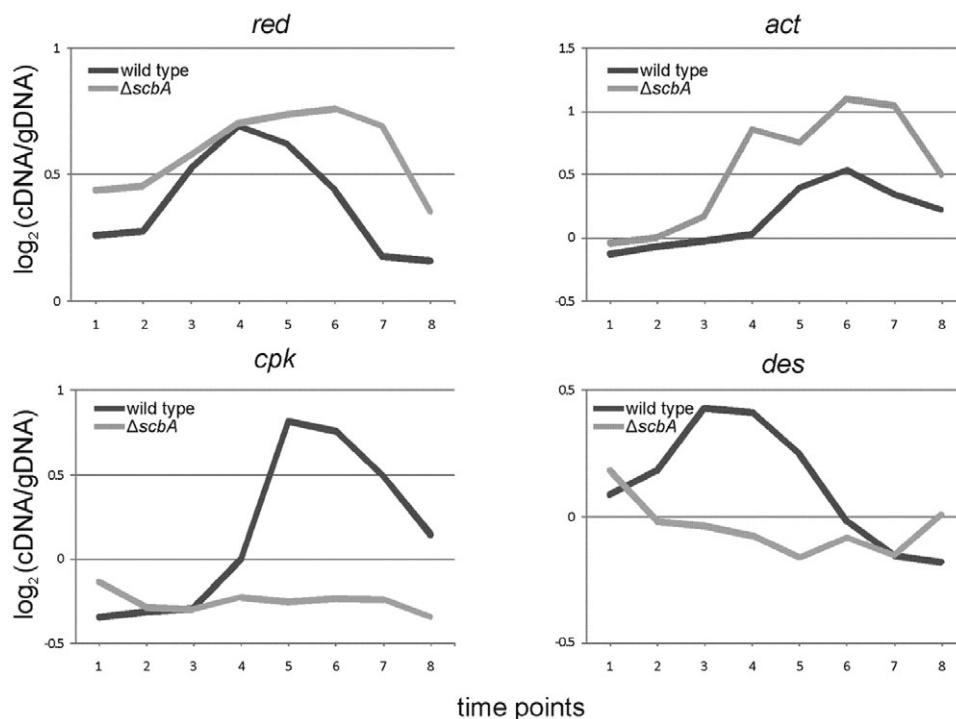 red
1
wild type
ΔscbA
0.5
0
log₂(cDNA/gDNA)
1 2 3 4 5 6 7 8
act
1.5
wild type
ΔscbA
1
0.5
0
-0.5
1 2 3 4 5 6 7 8
cpk
1
wild type
ΔscbA
0.5
0
-0.5
log₂(cDNA/gDNA)
1 2 3 4 5 6 7 8
des
0.5
wild type
ΔscbA
0
-0.5
1 2 3 4 5 6 7 8
time points